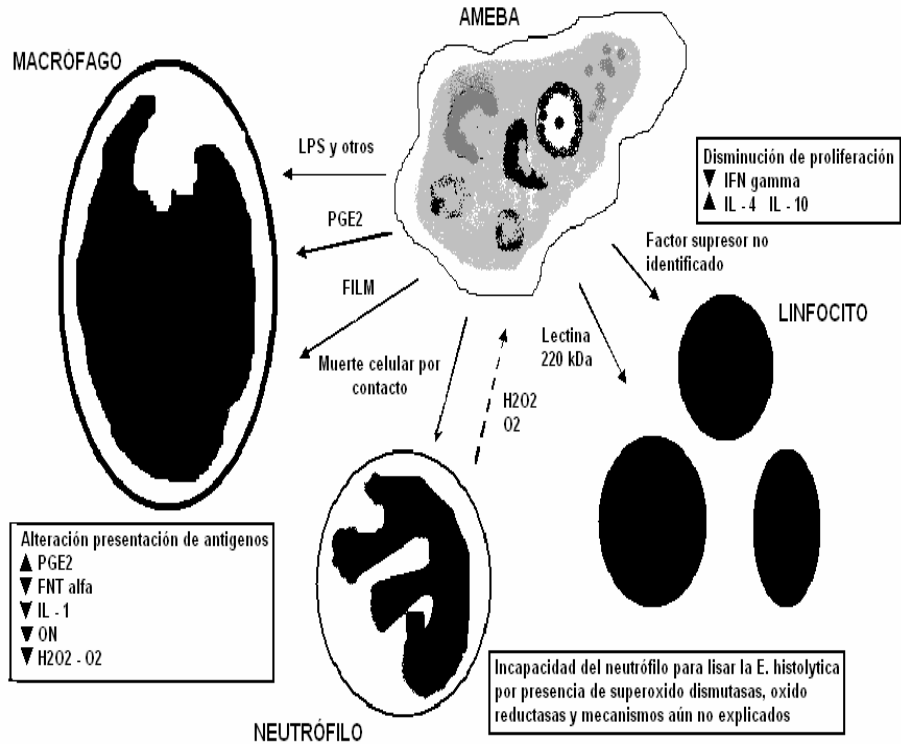 AMEBA
MACRÓFAGO
LPS y otros
PGE2
FILM
Muerte celular por
contacto
H2O2
O2
Lectina
220 kDa
Factor supresor no
identificado
Disminución de proliferación
▼ IFN gamma
▲ IL - 4 IL - 10
LINFOCITO
Alteración presentación de antigenos
▲ PGE2
▼ FNT alfa
▼ IL - 1
▼ ON
▼ H2O2 - O2
NEUTRÓFILO
Incapacidad del neutrófilo para lisar la E. histolytica
por presencia de superoxido dismutasas, oxido
reductasas y mecanismos aún no explicados